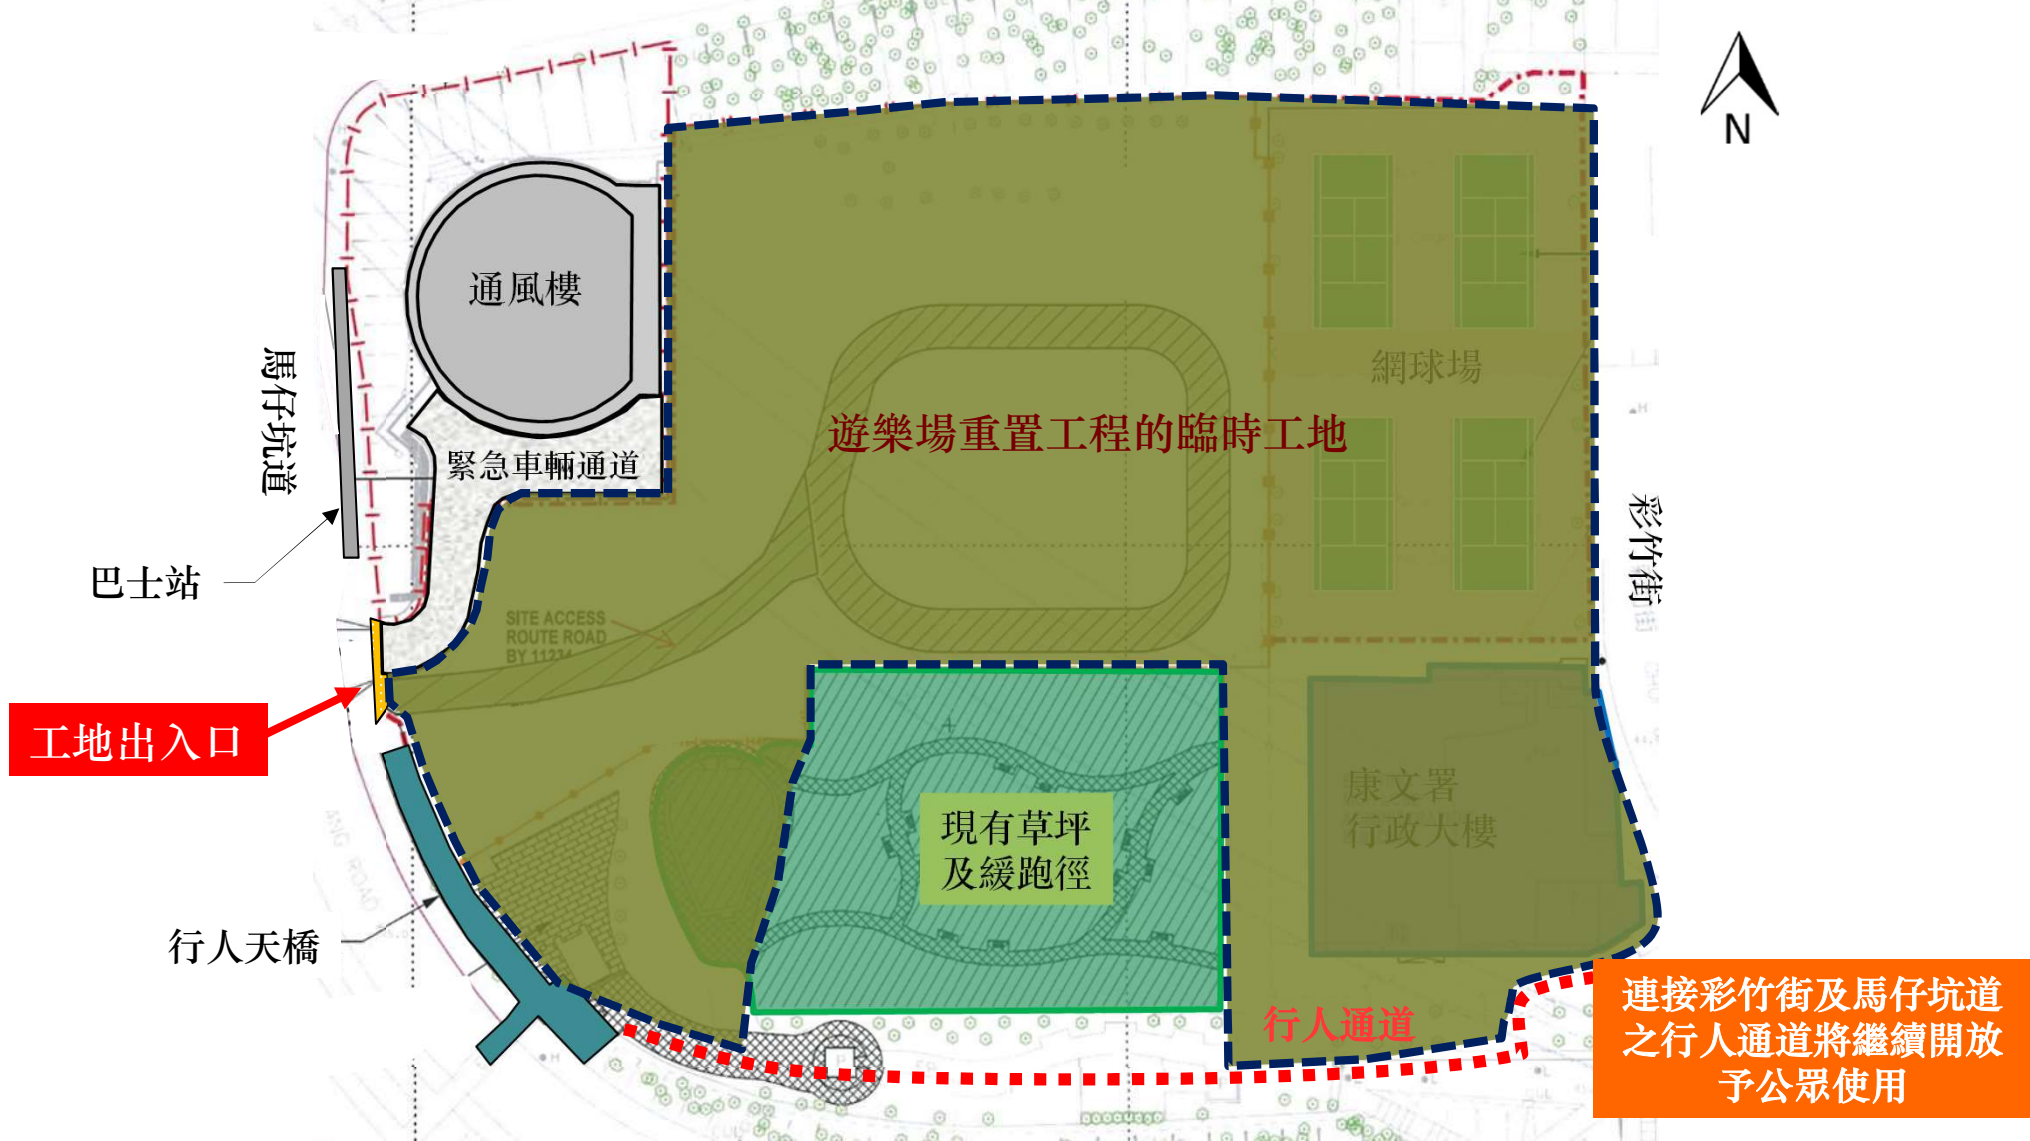 N
通風樓
馬仔坑道
緊急車輛通道
網球場
遊樂場重置工程的臨時工地
彩竹街
巴士站
SITE ACCESS
ROUTE ROAD
BY 11234
工地出入口
現有草坪
及緩跑徑
康文署
行政大樓
行人天橋
行人通道
連接彩竹街及馬仔坑道
之行人通道將繼續開放
予公眾使用